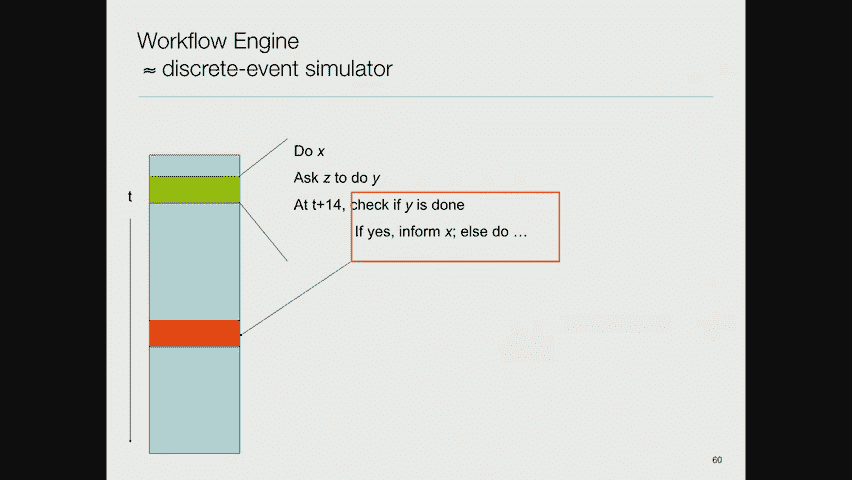 Workflow Engine
≈ discrete-event simulator
Do x
t
Ask z to do y
At t+14, check if y is done
If yes, inform x; else do …
60